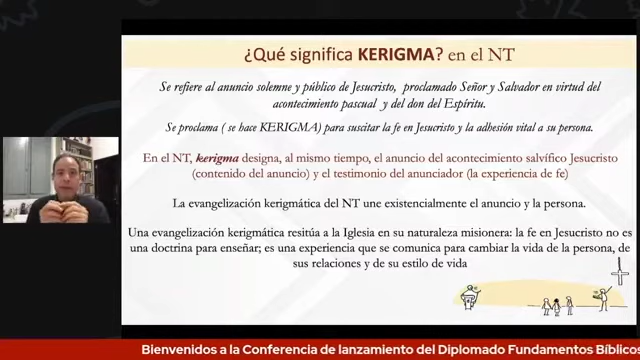 ¿Qué significa KERIGMA? en el NT
Se refiere al anuncio solemne y público de Jesucristo, proclamado Señor y Salvador en virtud del
acontecimiento pascual y del don del Espíritu.
Se proclama ( se hace KERIGMA) para suscitar la fe en Jesucristo y la adhesión vital a su persona.
En el NT, kerigma designa, al mismo tiempo, el anuncio del acontecimiento salvífico Jesucristo
(contenido del anuncio) y el testimonio del anunciador (la experiencia de fe)
La evangelización kerigmática del NT une existencialmente el anuncio y la persona.
Una evangelización kerigmática resitúa a la Iglesia en su naturaleza misionera: la fe en Jesucristo no es
una doctrina para enseñar; es una experiencia que se comunica para cambiar la vida de la persona, de
sus relaciones y de su estilo de vida
Bienvenidos a la Conferencia de lanzamiento del Diplomado Fundamentos Bíblicos